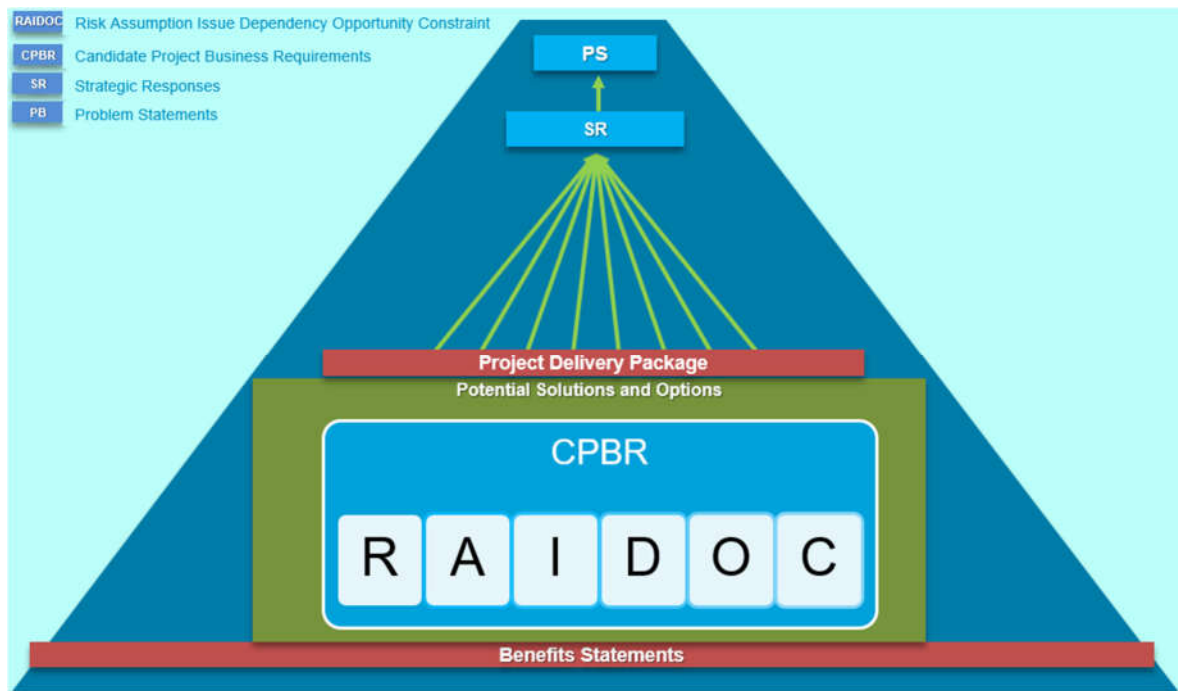 RAIDOC Risk Assumption Issue Dependency Opportunity Constraint
CPBR Candidate Project Business Requirements
SR Strategic Responses
PB Problem Statements
PS
SR
Project Delivery Package
Potential Solutions and Options
CPBR
R A I D O C
Benefits Statements